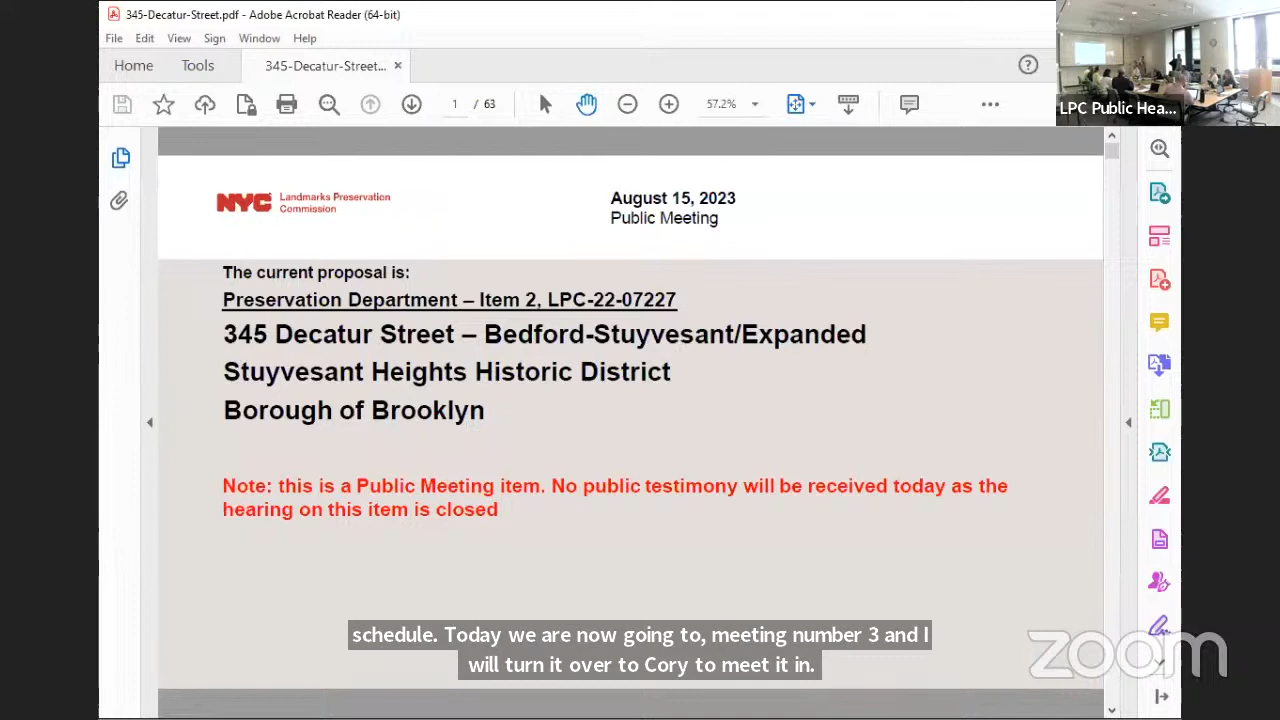 345-Decatur-Street.pdf - Adobe Acrobat Reader (64-bit)
File Edit View Sign Window Help
Home Tools 345-Decatur-Street... ×
1 / 63 57.2%
LPC Public Hea...
NYC Landmarks Preservation
Commission
August 15, 2023
Public Meeting
The current proposal is:
Preservation Department – Item 2, LPC-22-07227
345 Decatur Street – Bedford-Stuyvesant/Expanded
Stuyvesant Heights Historic District
Borough of Brooklyn
Note: this is a Public Meeting item. No public testimony will be received today as the
hearing on this item is closed
schedule. Today we are now going to, meeting number 3 and I
will turn it over to Cory to meet it in.
zoom